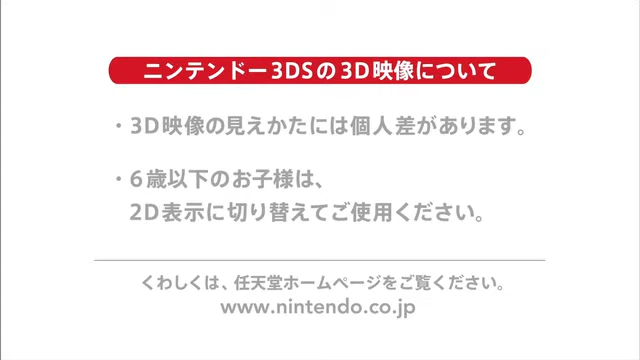 ニンテンドー3DSの3D映像について
・3D映像の見えかたには個人差があります。
・6歳以下のお子様は、
2D表示に切り替えてご使用ください。
くわしくは、任天堂ホームページをご覧ください。
www.nintendo.co.jp